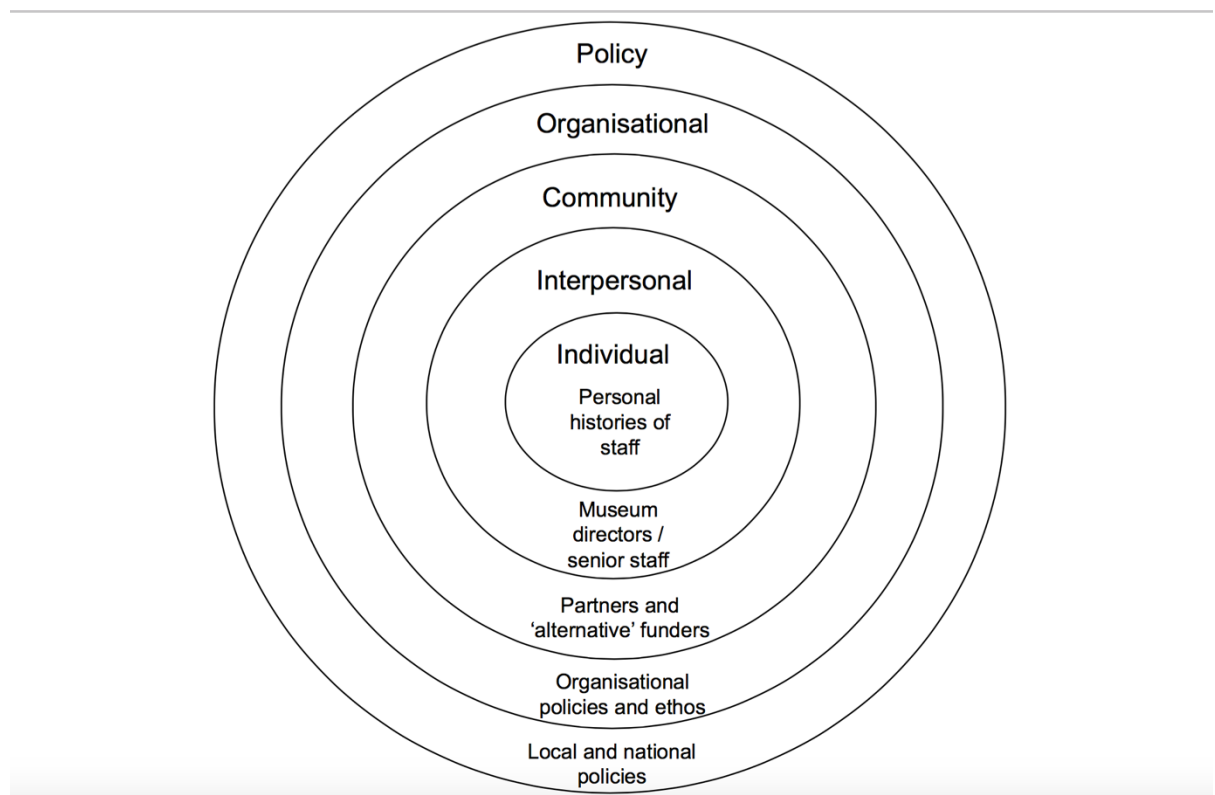 Policy
Organisational
Community
Interpersonal
Individual
Personal
histories of
staff
Museum
directors /
senior staff
Partners and
‘alternative’ funders
Organisational
policies and ethos
Local and national
policies